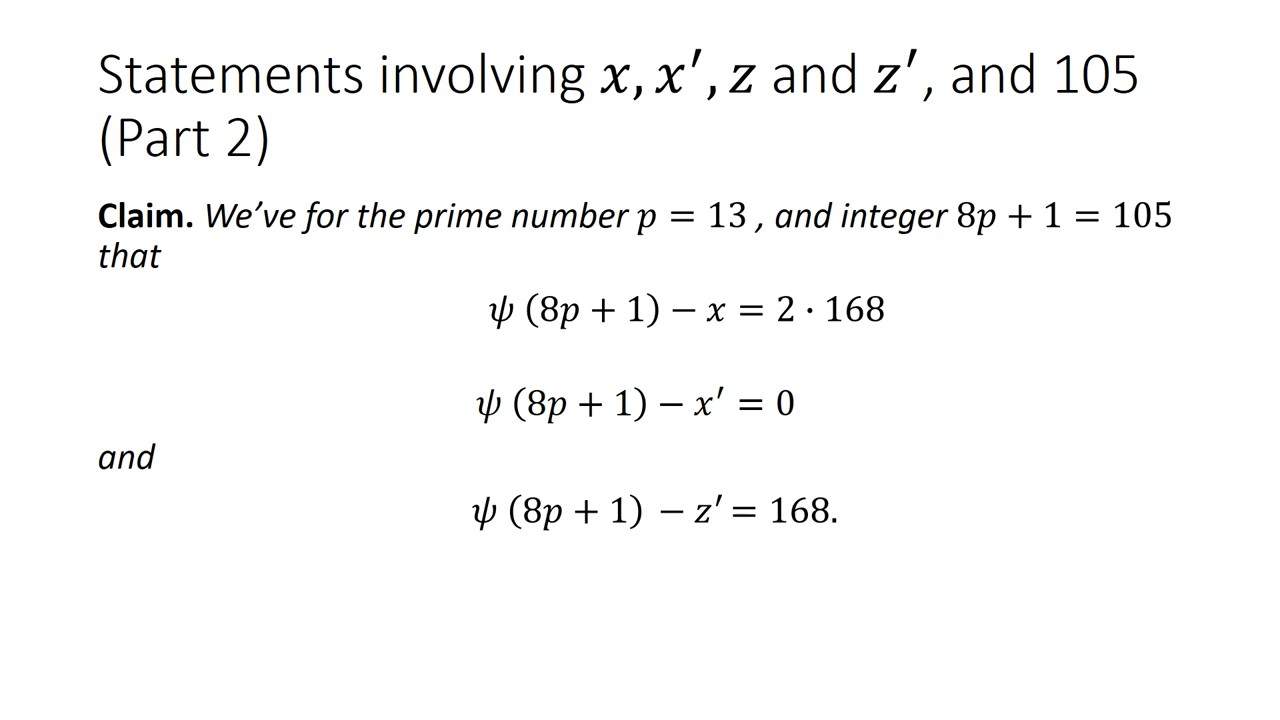 Statements involving x, x′, z and z′, and 105
(Part 2)
Claim. We’ve for the prime number p = 13 , and integer 8p + 1 = 105
that
ψ (8p + 1) − x = 2 · 168
ψ (8p + 1) − x′ = 0
and
ψ (8p + 1) − z′ = 168.